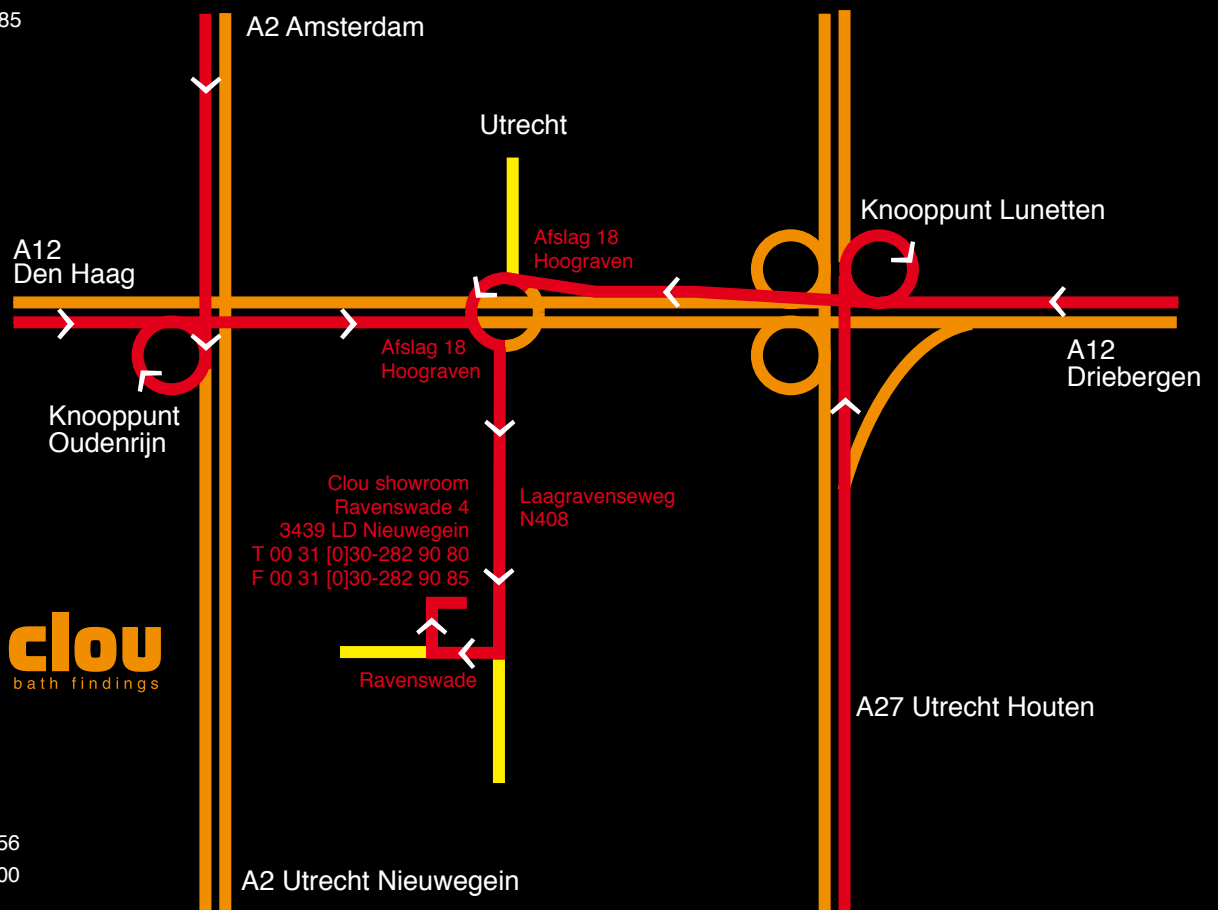 85
A2 Amsterdam
Utrecht
Knooppunt Lunetten
Afslag 18
Hoograven
A12
Den Haag
Afslag 18
Hoograven
A12
Driebergen
Knooppunt
Oudenrijn
Clou showroom
Ravenswade 4
3439 LD Nieuwegein
T 00 31 [0]30-282 90 80
F 00 31 [0]30-282 90 85
Laagravenseweg
N408
clou
bath findings
Ravenswade
A27 Utrecht Houten
56
00
A2 Utrecht Nieuwegein